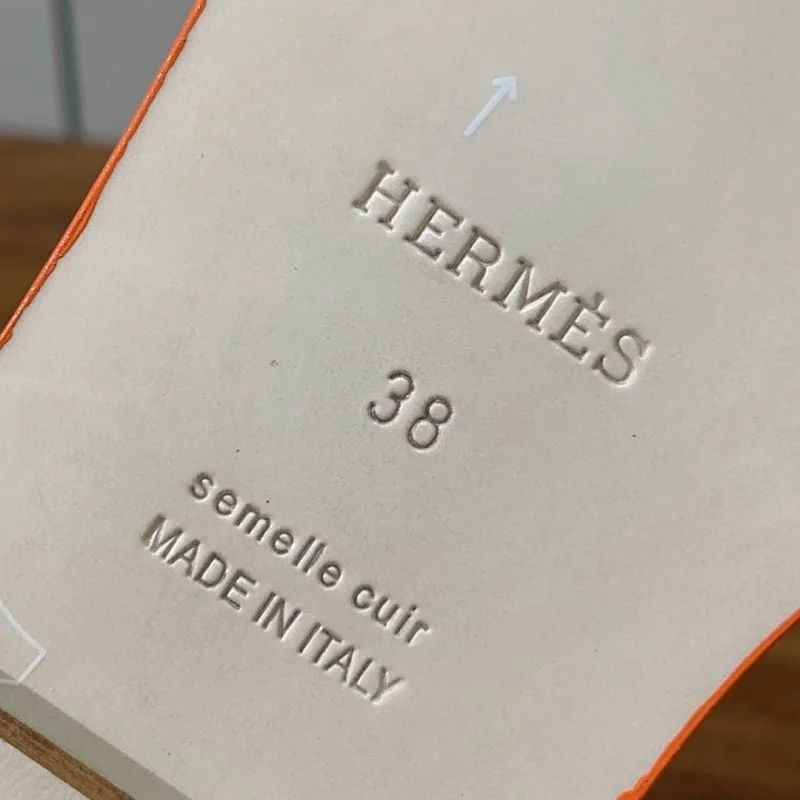 HERMÈS
38
semelle cuir
MADE IN ITALY